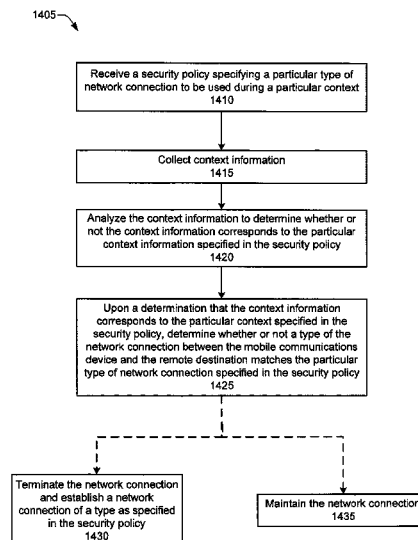 1405
Receive a security policy specifying a particular type of
network connection to be used during a particular context
1410
Collect context information
1415
Analyze the context information to determine whether or
not the context information corresponds to the particular
context information specified in the security policy
1420
Upon a determination that the context information
corresponds to the particular context specified in the
security policy, determine whether or not a type of the
network connection between the mobile communications
device and the remote destination matches the particular
type of network connection specified in the security policy
1425
Terminate the network connection
and establish a network
connection of a type as specified
in the security policy
1430
Maintain the network connection
1435